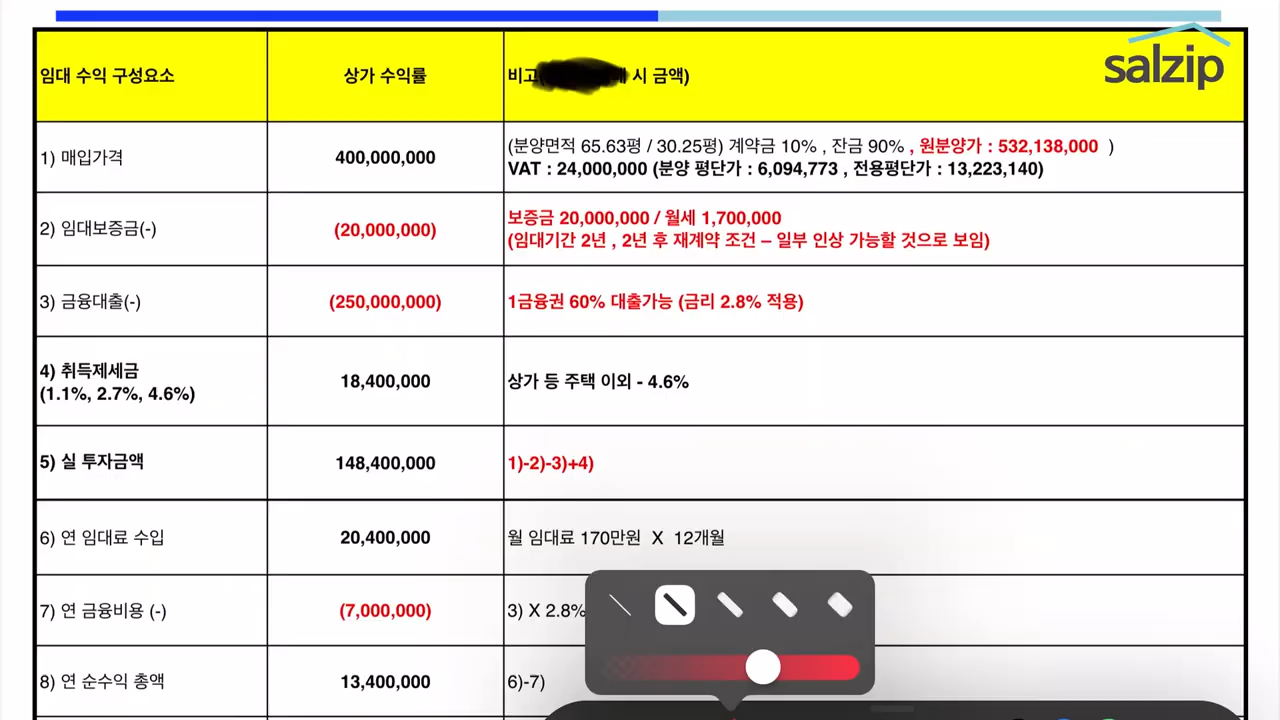 salzip
임대 수익 구성요소
상가 수익률
비고( 시 금액)
1) 매입가격
400,000,000
(분양면적 65.63평 / 30.25평) 계약금 10% , 잔금 90% , 원분양가 : 532,138,000 )
VAT : 24,000,000 (분양 평단가 : 6,094,773 , 전용평단가 : 13,223,140)
2) 임대보증금(-)
(20,000,000)
보증금 20,000,000 / 월세 1,700,000
(임대기간 2년 , 2년 후 재계약 조건 – 일부 인상 가능할 것으로 보임)
3) 금융대출(-)
(250,000,000)
1금융권 60% 대출가능 (금리 2.8% 적용)
4) 취득제세금
(1.1%, 2.7%, 4.6%)
18,400,000
상가 등 주택 이외 - 4.6%
5) 실 투자금액
148,400,000
1)-2)-3)+4)
6) 연 임대료 수입
20,400,000
월 임대료 170만원 X 12개월
7) 연 금융비용 (-)
(7,000,000)
3) X 2.8%
8) 연 순수익 총액
13,400,000
6)-7)